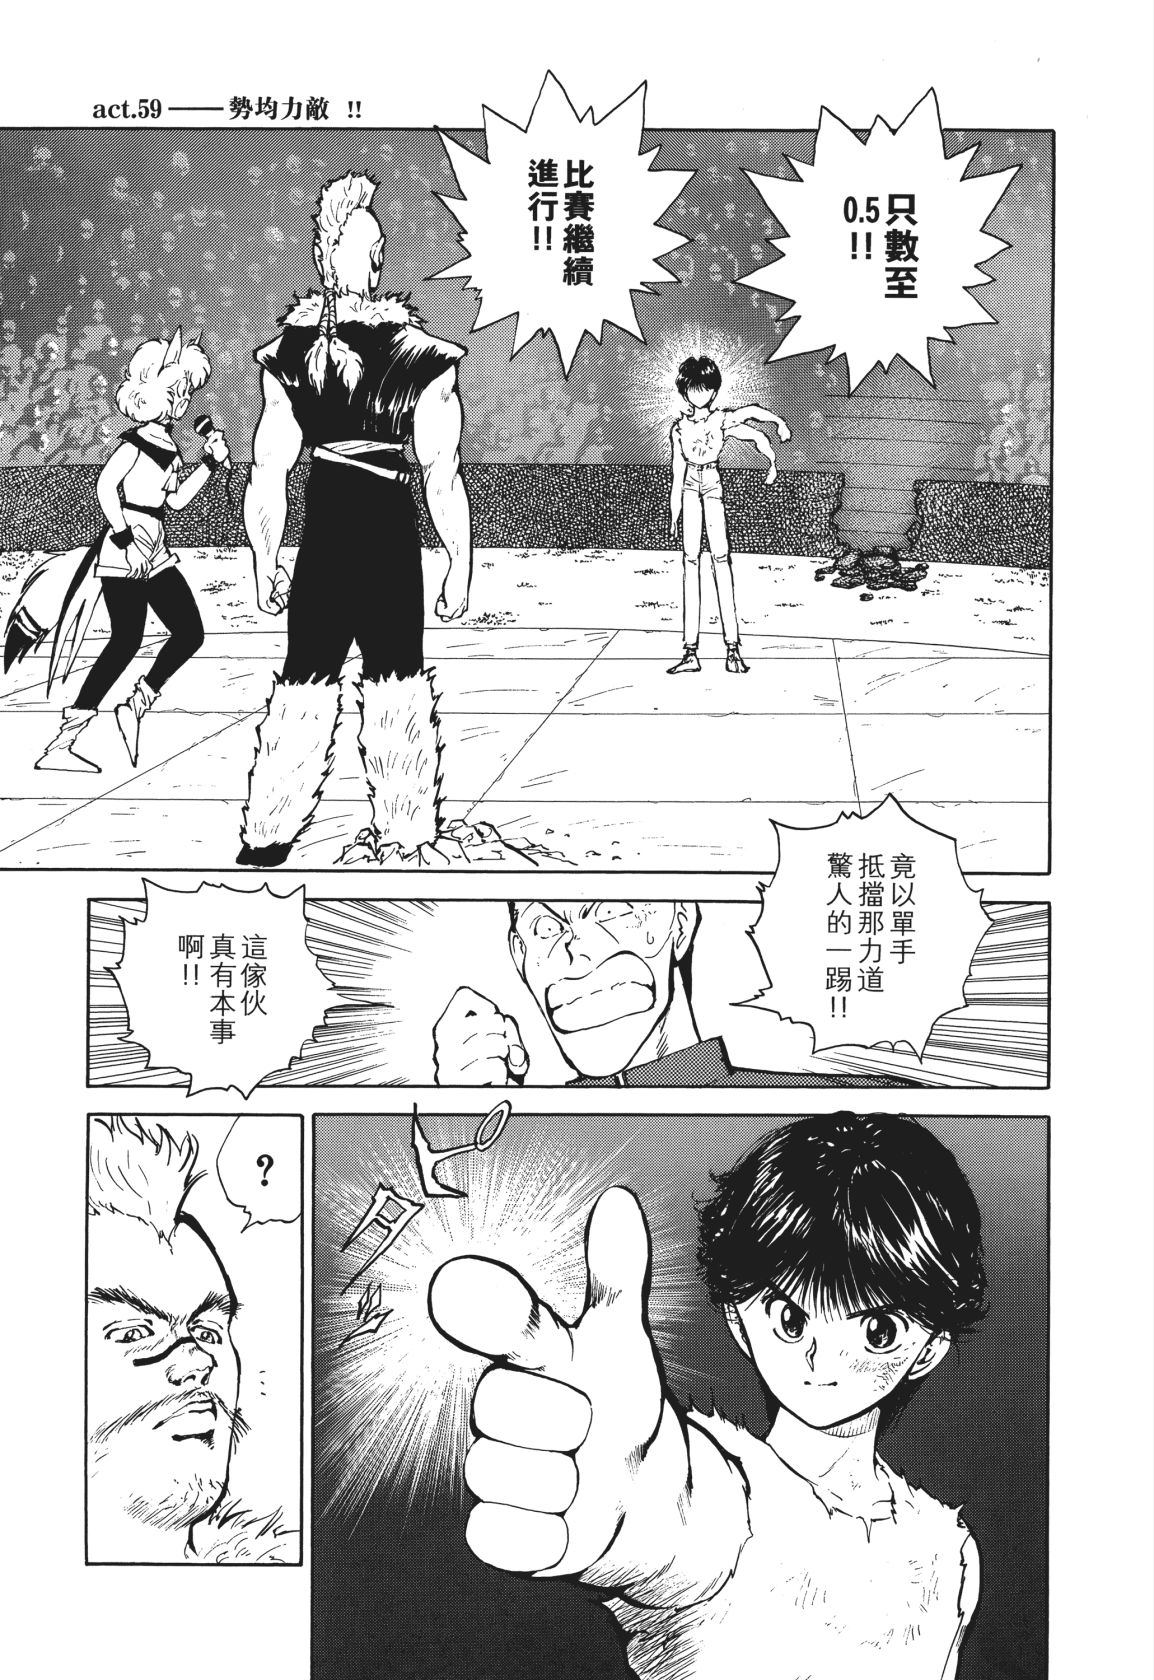 act.59——勢均力敵 !!
只數至
0.5!!
比賽繼續
進行!!
竟以單手
抵擋那力道
驚人的一踢!!
這傢伙
真有本事
啊!!
?